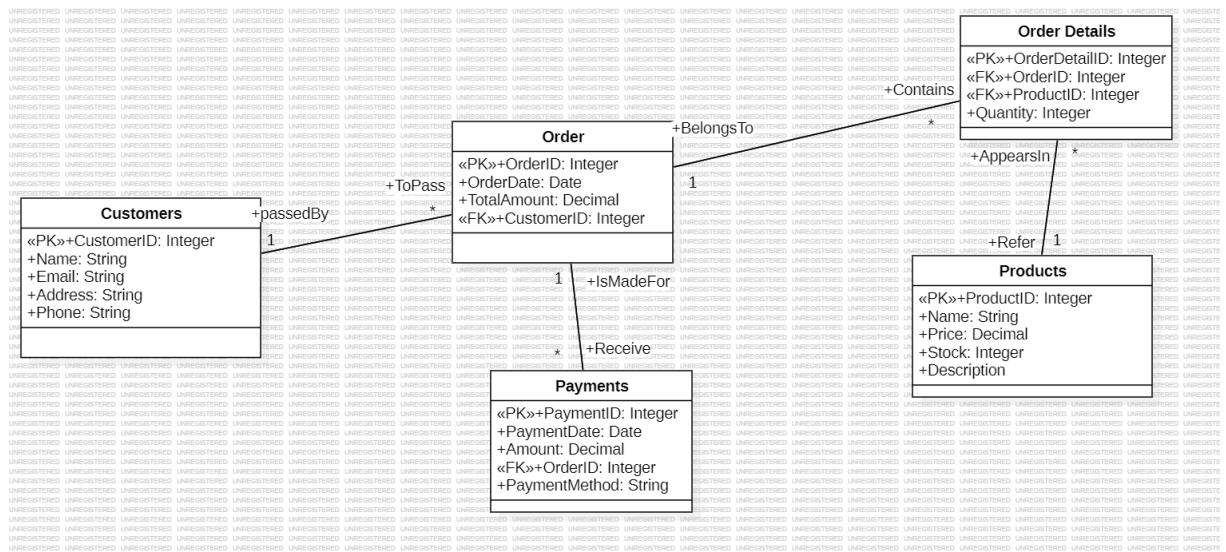 Order Details
«PK»+OrderDetailID: Integer
«FK»+OrderID: Integer
«FK»+ProductID: Integer
+Quantity: Integer
+Contains
*
+BelongsTo
1
Order
«PK»+OrderID: Integer
+OrderDate: Date
+TotalAmount: Decimal
«FK»+CustomerID: Integer
+AppearsIn
*
+ToPass
*
+passedBy
1
Customers
«PK»+CustomerID: Integer
+Name: String
+Email: String
+Address: String
+Phone: String
+Refer
1
Products
«PK»+ProductID: Integer
+Name: String
+Price: Decimal
+Stock: Integer
+Description
1
+IsMadeFor
*
+Receive
Payments
«PK»+PaymentID: Integer
+PaymentDate: Date
+Amount: Decimal
«FK»+OrderID: Integer
+PaymentMethod: String
UNREGISTERED